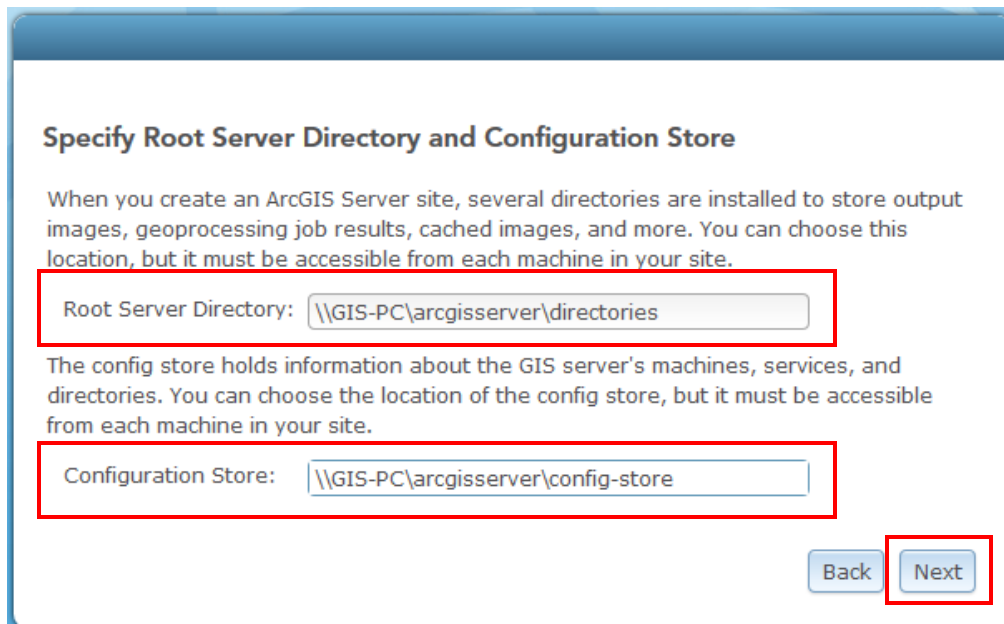 Specify Root Server Directory and Configuration Store
When you create an ArcGIS Server site, several directories are installed to store output
images, geoprocessing job results, cached images, and more. You can choose this
location, but it must be accessible from each machine in your site.
Root Server Directory: \\GIS-PC\arcgisserver\directories
The config store holds information about the GIS server's machines, services, and
directories. You can choose the location of the config store, but it must be accessible
from each machine in your site.
Configuration Store: \\GIS-PC\arcgisserver\config-store
Back Next